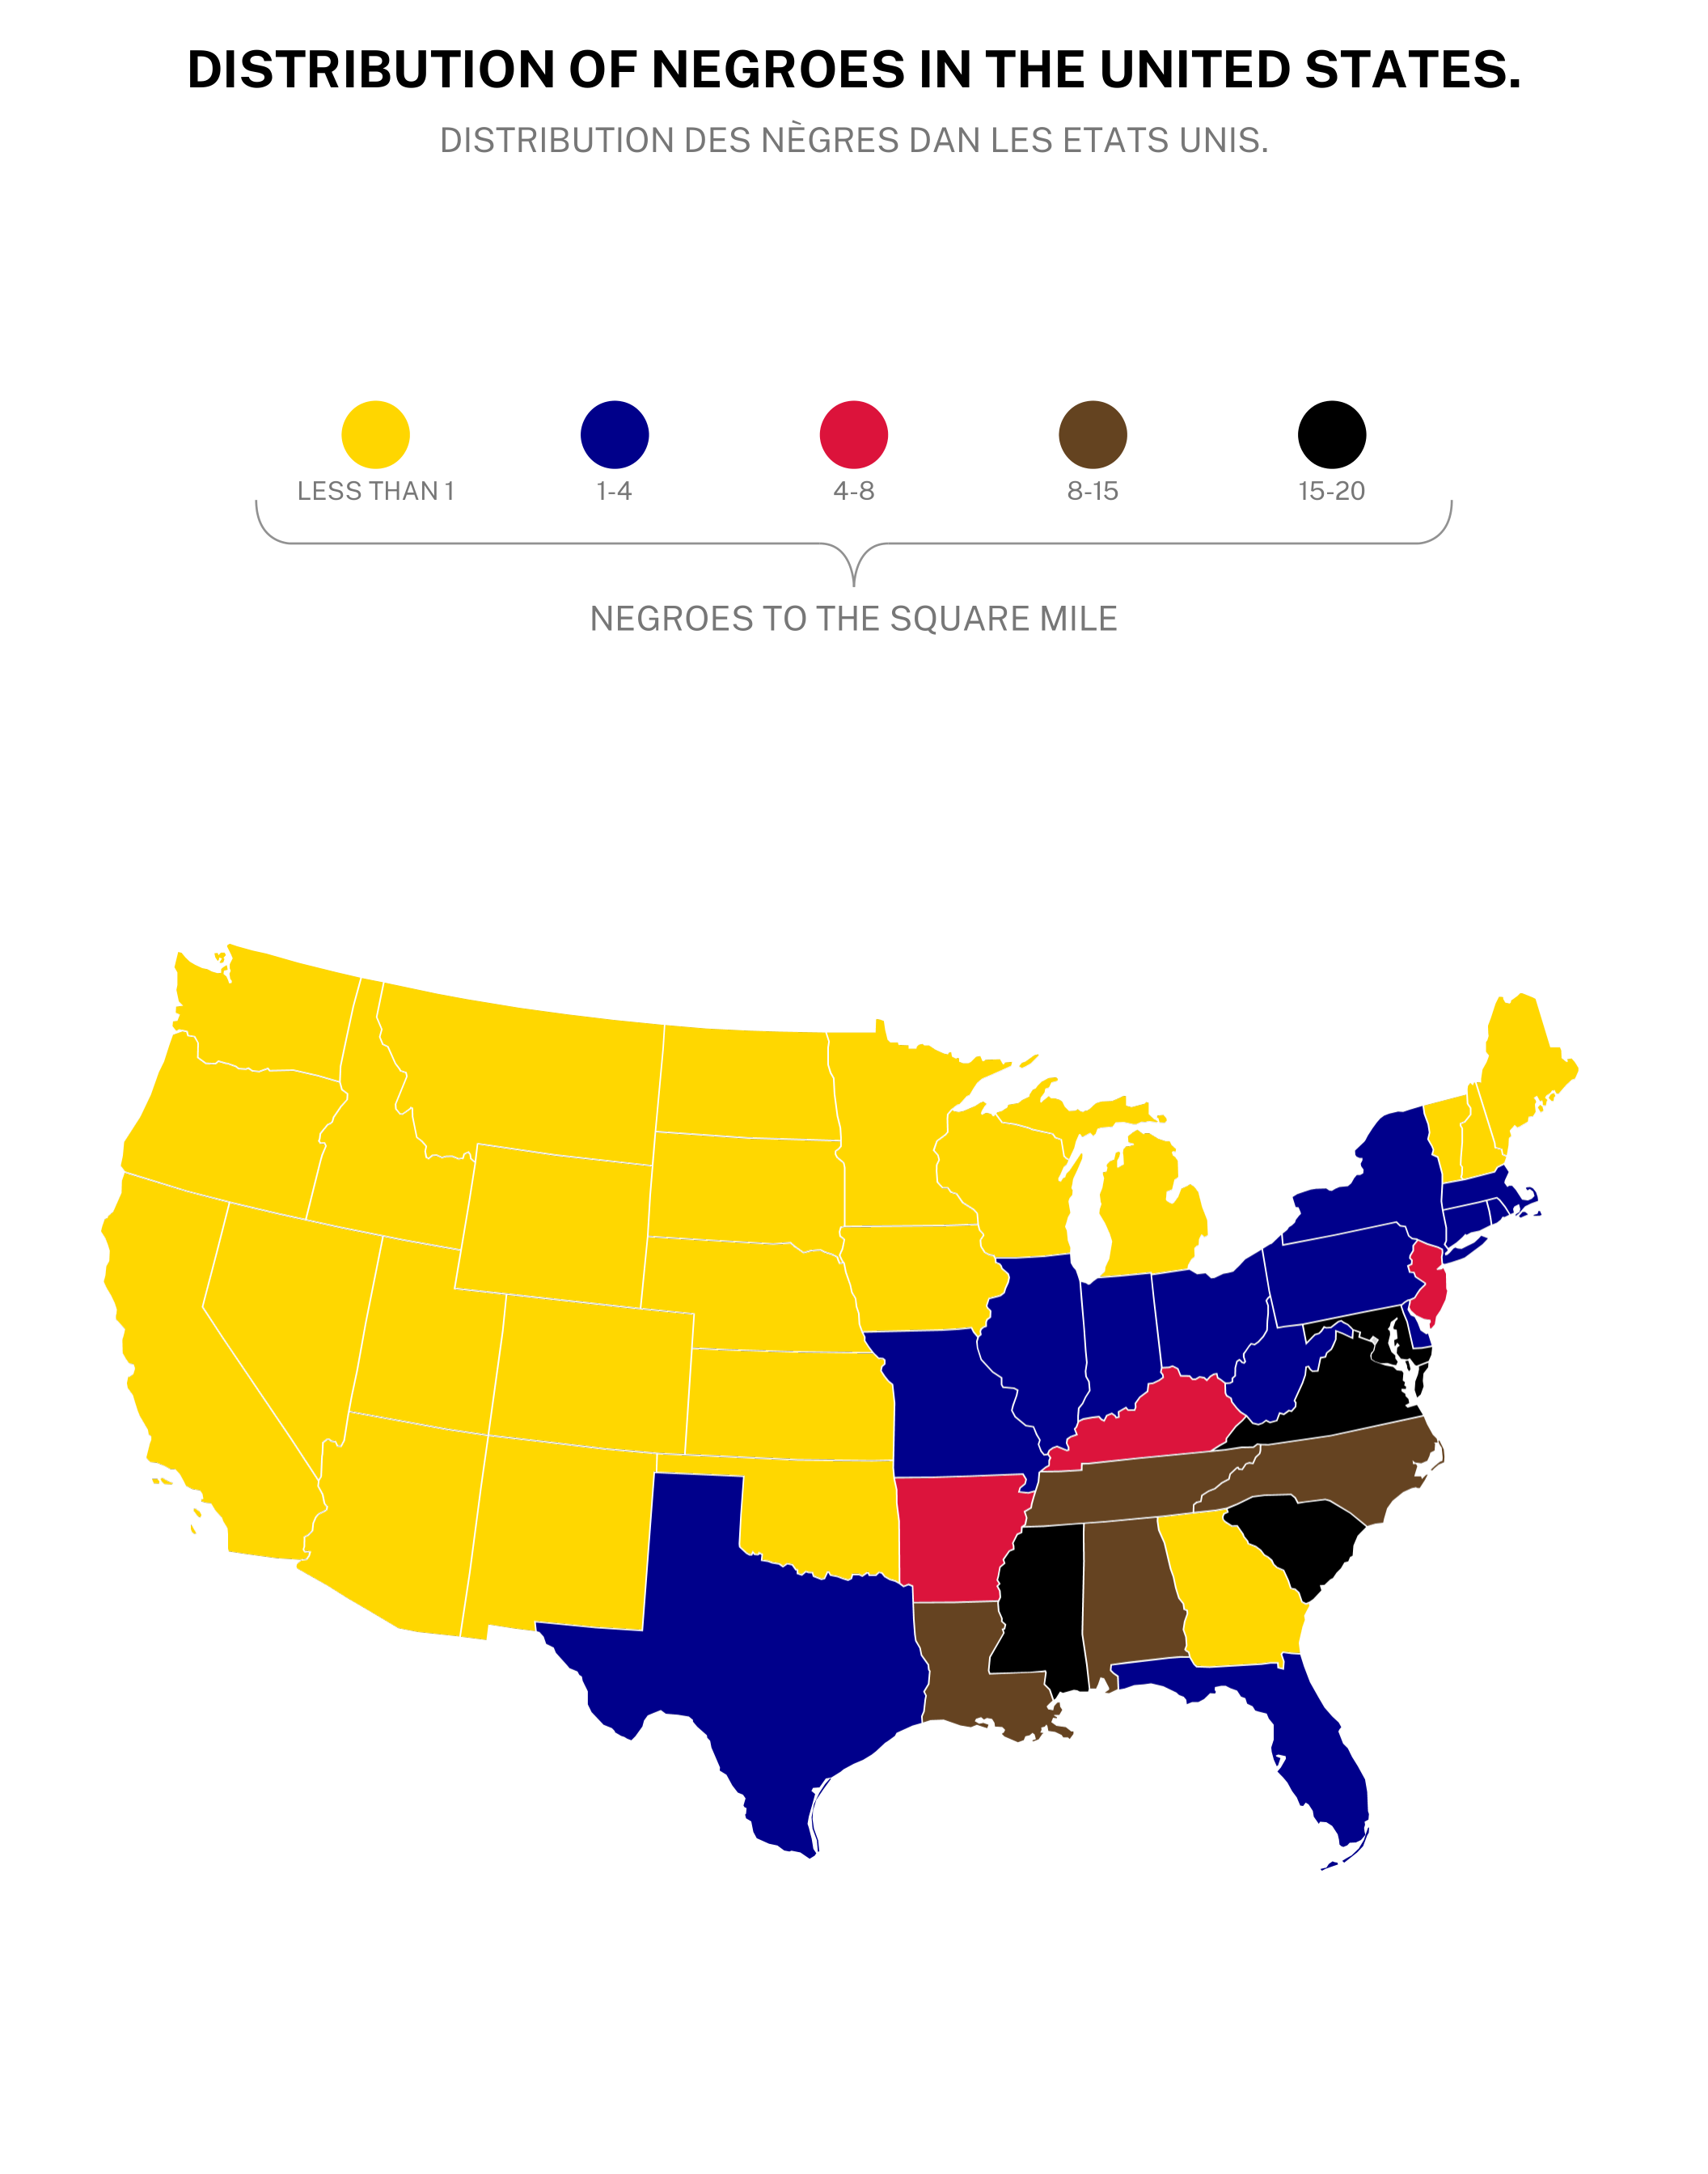 DISTRIBUTION OF NEGROES IN THE UNITED STATES.
DISTRIBUTION DES NÈGRES DAN LES ETATS UNIS.
LESS THAN 1
1-4
4-8
8-15
15-20
NEGROES TO THE SQUARE MILE